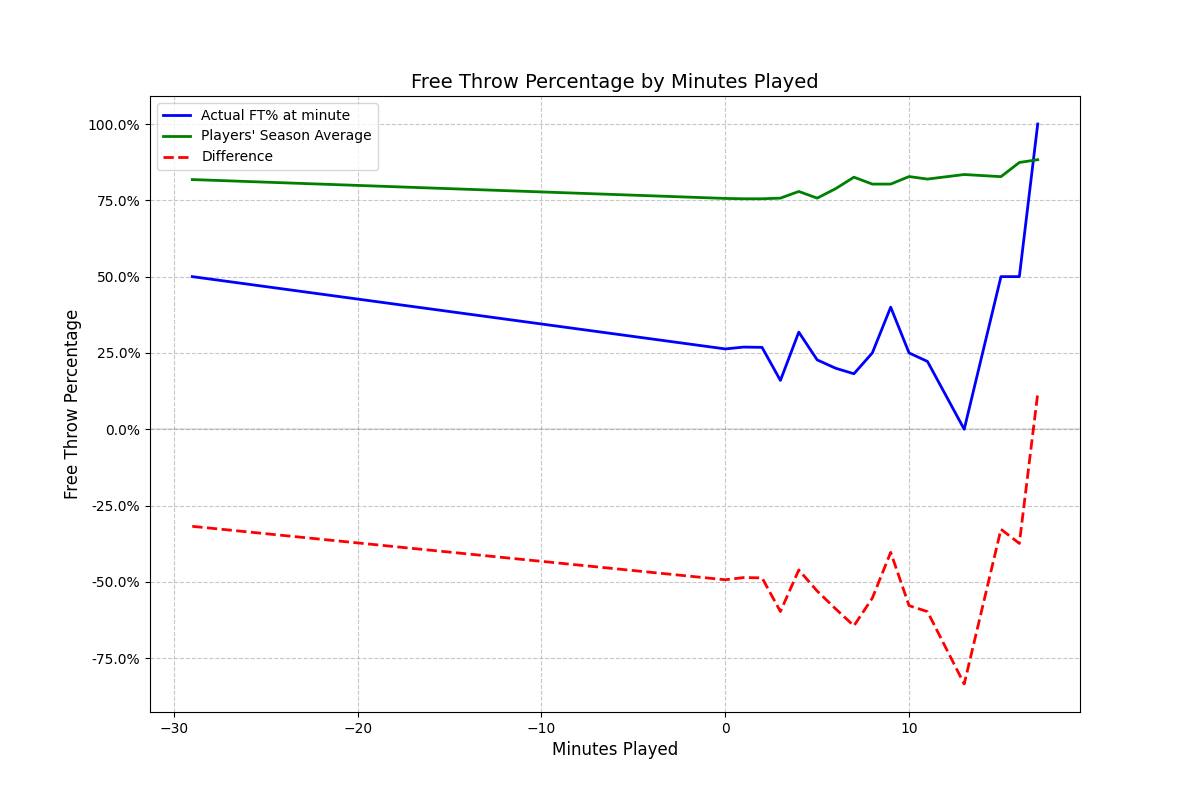 Free Throw Percentage by Minutes Played
Actual FT% at minute
Players' Season Average
Difference
100.0%
75.0%
50.0%
25.0%
0.0%
-25.0%
-50.0%
-75.0%
Free Throw Percentage
−30
−20
−10
0
10
Minutes Played